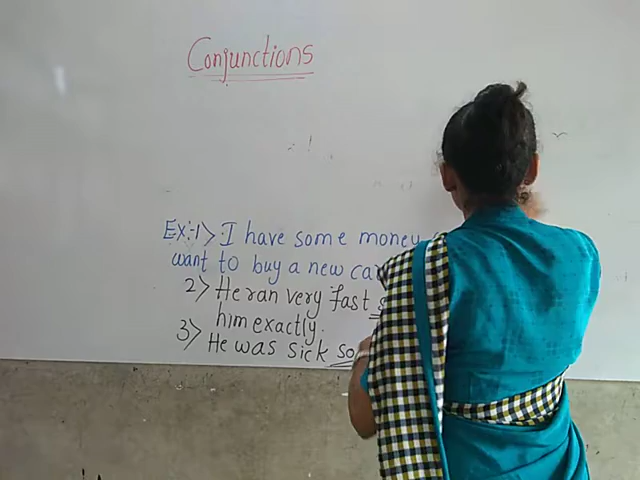 Conjunctions
Ex:-1> I have some money
want to buy a new car
2> He ran very fast
him exactly.
3> He was sick so